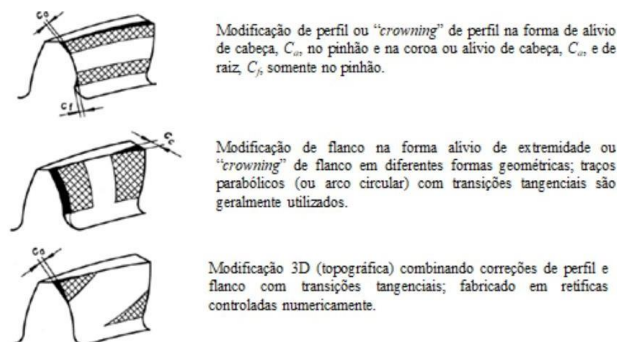 Ca
Modificação de perfil ou “crowning” de perfil na forma de alívio
de cabeça, Ca, no pinhão e na coroa ou alivio de cabeça, Ca, e de
raiz, Cf, somente no pinhão.
Cf
Cc
Modificação de flanco na forma alivio de extremidade ou
“crowning” de flanco em diferentes formas geométricas; traços
parabólicos (ou arco circular) com transições tangenciais são
geralmente utilizados.
Ca
Modificação 3D (topográfica) combinando correções de perfil e
flanco com transições tangenciais; fabricado em retificas
controladas numericamente.